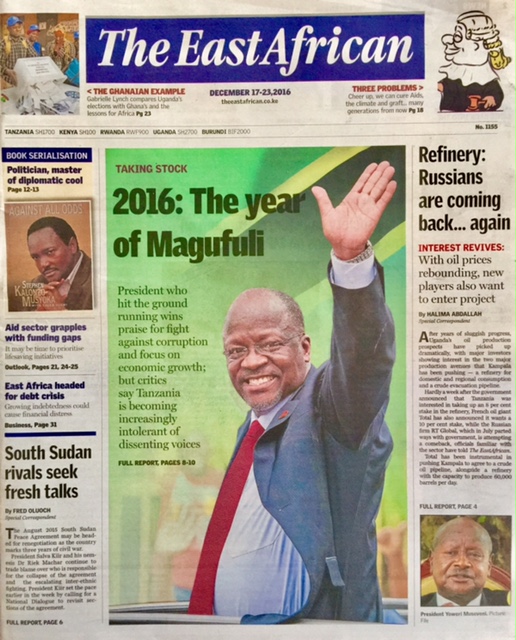 The EastAfrican
< THE GHANAIAN EXAMPLE
Gabrielle Lynch compares Uganda's
elections with Ghana's and the
lessons for Africa Pg 23
DECEMBER 17-23,2016
theeastafrican.co.ke
THREE PROBLEMS >
Cheer up, we can cure Aids,
the climate and graft... many
generations from now Pg 18
No. 1155
TANZANIA SH1700 KENYA SH100 RWANDA RWF900 UGANDA SH2700 BURUNDI BIF2000
BOOK SERIALISATION
Politician, master
of diplomatic cool
Page 12-13
AGAINST ALL ODDS
STEPHEN
KALONZO
MUSYOKA
Aid sector grapples
with funding gaps
It may be time to prioritise
lifesaving initiatives
Outlook, Pages 21, 24-25
East Africa headed
for debt crisis
Growing indebtedness could
cause financial distress
Business, Page 31
South Sudan
rivals seek
fresh talks
By FRED OLUOCH
Special Correspondent
The August 2015 South Sudan
Peace Agreement may be head-
ed for renegotiation as the country
marks three years of civil war.
President Salva Kiir and his nem-
esis Dr Riek Machar continue to
trade blame over who is responsible
for the collapse of the agreement
and the escalating inter-ethnic
fighting. President Kiir set the pace
earlier in the week by calling for a
National Dialogue to revisit sec-
tions of the agreement.
FULL REPORT, PAGE 6
TAKING STOCK
2016: The year
of Magufuli
President who
hit the ground
running wins
praise for fight
against corruption
and focus on
economic growth;
but critics
say Tanzania
is becoming
increasingly
intolerant of
dissenting voices
FULL REPORT, PAGES 8-10
Refinery:
Russians
are coming
back... again
INTEREST REVIVES:
With oil prices
rebounding, new
players also want
to enter project
By HALIMA ABDALLAH
Special Correspondent
After years of sluggish progress,
Uganda's oil production
prospects have picked up
dramatically, with major investors
showing interest in the two major
production avenues that Kampala
has been pushing — a refinery for
domestic and regional consumption
and a crude evacuation pipeline.
Hardly a week after the government
announced that Tanzania was
interested in taking up an 8 per cent
stake in the refinery, French oil giant
Total has also announced it wants a
10 per cent stake, while the Russian
firm RT Global, which in July parted
ways with government, is attempting
a comeback, officials familiar with
the sector have told The EastAfrican.
Total has been instrumental in
pushing Kampala to agree to a crude
oil pipeline, alongside a refinery
with the capacity to produce 60,000
barrels per day.
FULL REPORT, PAGE 4
President Yoweri Museveni. Picture:
File